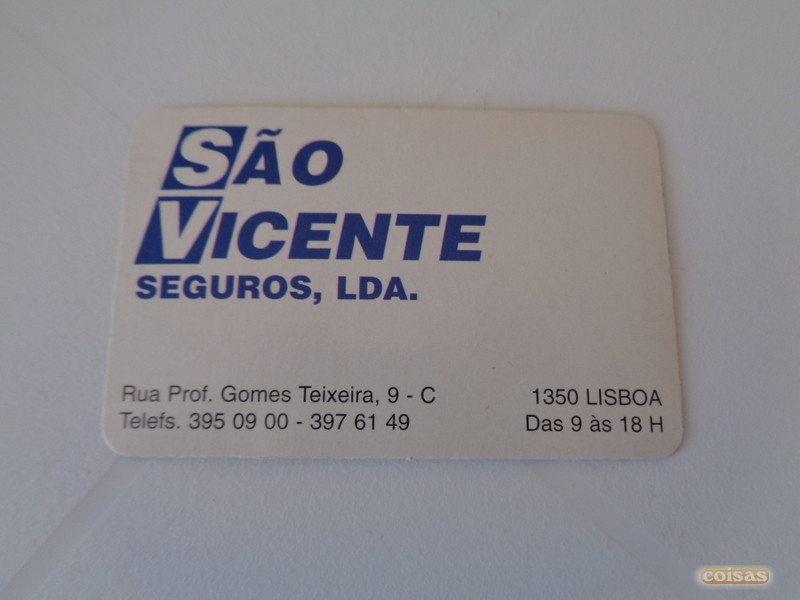 SÃO
VICENTE
SEGUROS, LDA.
Rua Prof. Gomes Teixeira, 9 - C
1350 LISBOA
Telefs. 395 09 00 - 397 61 49
Das 9 às 18 H
coisas